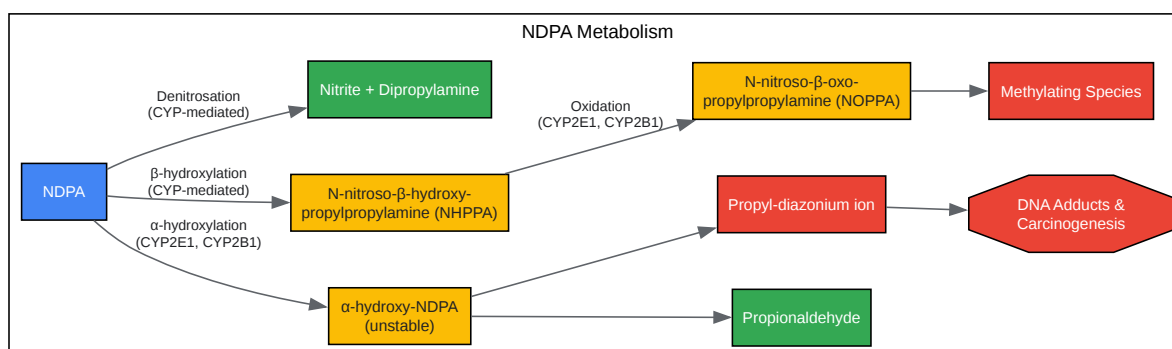 NDPA Metabolism
Denitrosation
(CYP-mediated)
Nitrite + Dipropylamine
Oxidation
(CYP2E1, CYP2B1)
N-nitroso-β-oxo-
propylpropylamine (NOPPA)
Methylating Species
NDPA
β-hydroxylation
(CYP-mediated)
N-nitroso-β-hydroxy-
propylpropylamine (NHPPA)
α-hydroxylation
(CYP2E1, CYP2B1)
Propyl-diazonium ion
DNA Adducts &
Carcinogenesis
α-hydroxy-NDPA
(unstable)
Propionaldehyde